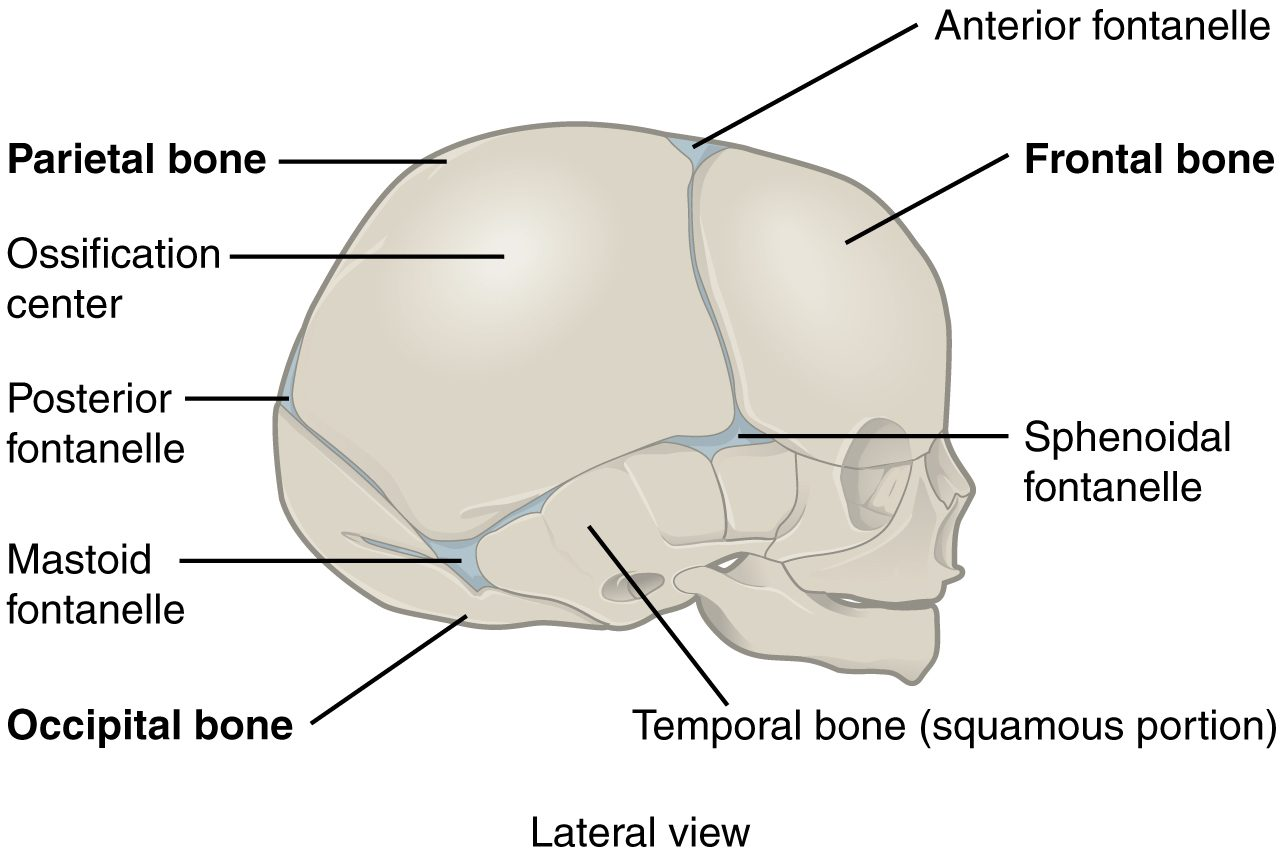 Anterior fontanelle
Parietal bone
Frontal bone
Ossification
center
Posterior
fontanelle
Sphenoidal
fontanelle
Mastoid
fontanelle
Occipital bone
Temporal bone (squamous portion)
Lateral view